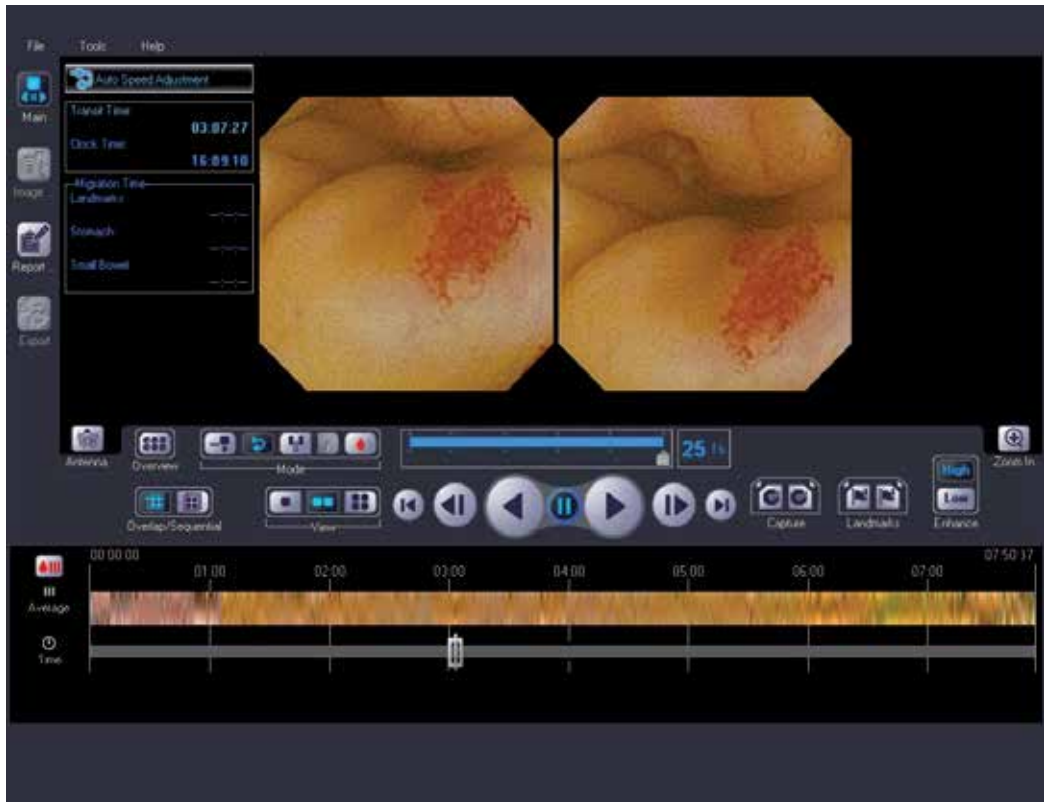 File Tools Help
Main
Image
Report
Export
Auto Speed Adjustment
Transit Time
03:07:27
Clock Time
16:09:10
Migration Time
Landmarks
--:--:--
Stomach
--:--:--
Small Bowel
--:--:--
Antenna
Overview
Mode
25 fs
Zoom In
Overlap/Sequential
View
Capture
Landmarks
High
Low
Enhance
00:00:00 07:50:37
01:00 02:00 03:00 04:00 05:00 06:00 07:00
Average
Time